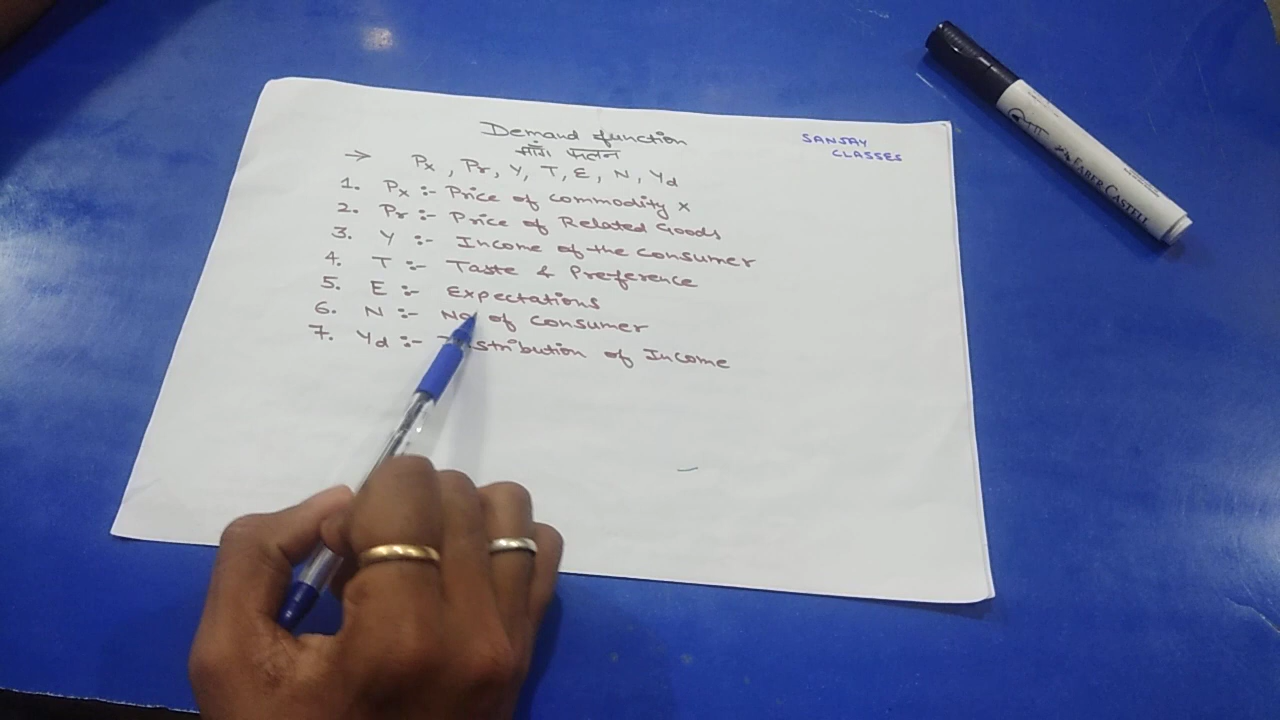 Demand function
माँग फलन
SANJAY
CLASSES
→ Px, Pr, Y, T, E, N, Yd
1. Px :- Price of commodity x
2. Pr :- Price of Related Goods
3. Y :- Income of the consumer
4. T :- Taste & Preference
5. E :- Expectations
6. N :- No of consumer
7. Yd :- Distribution of Income
FABER-CASTELL